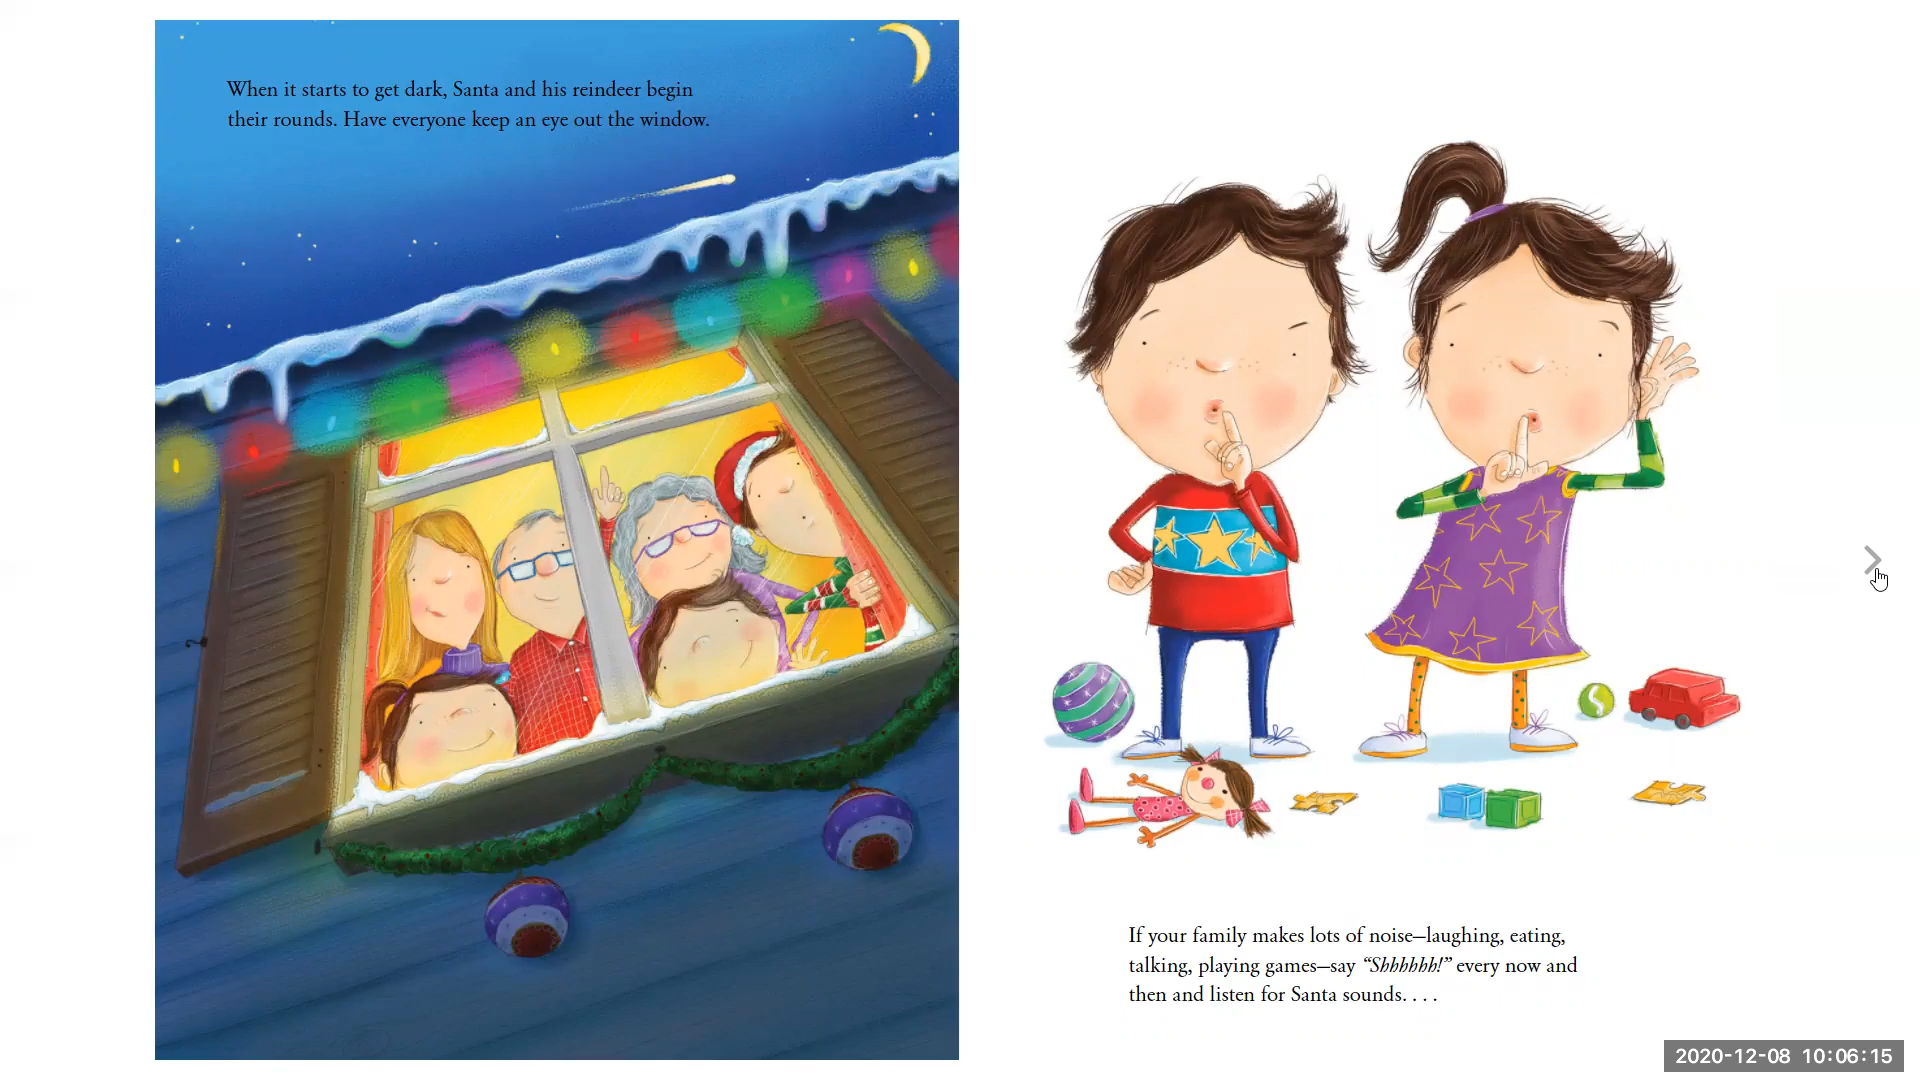 When it starts to get dark, Santa and his reindeer begin
their rounds. Have everyone keep an eye out the window.
If your family makes lots of noise—laughing, eating,
talking, playing games—say “Shhhhhh!” every now and
then and listen for Santa sounds. . . .
2020-12-08 10:06:15